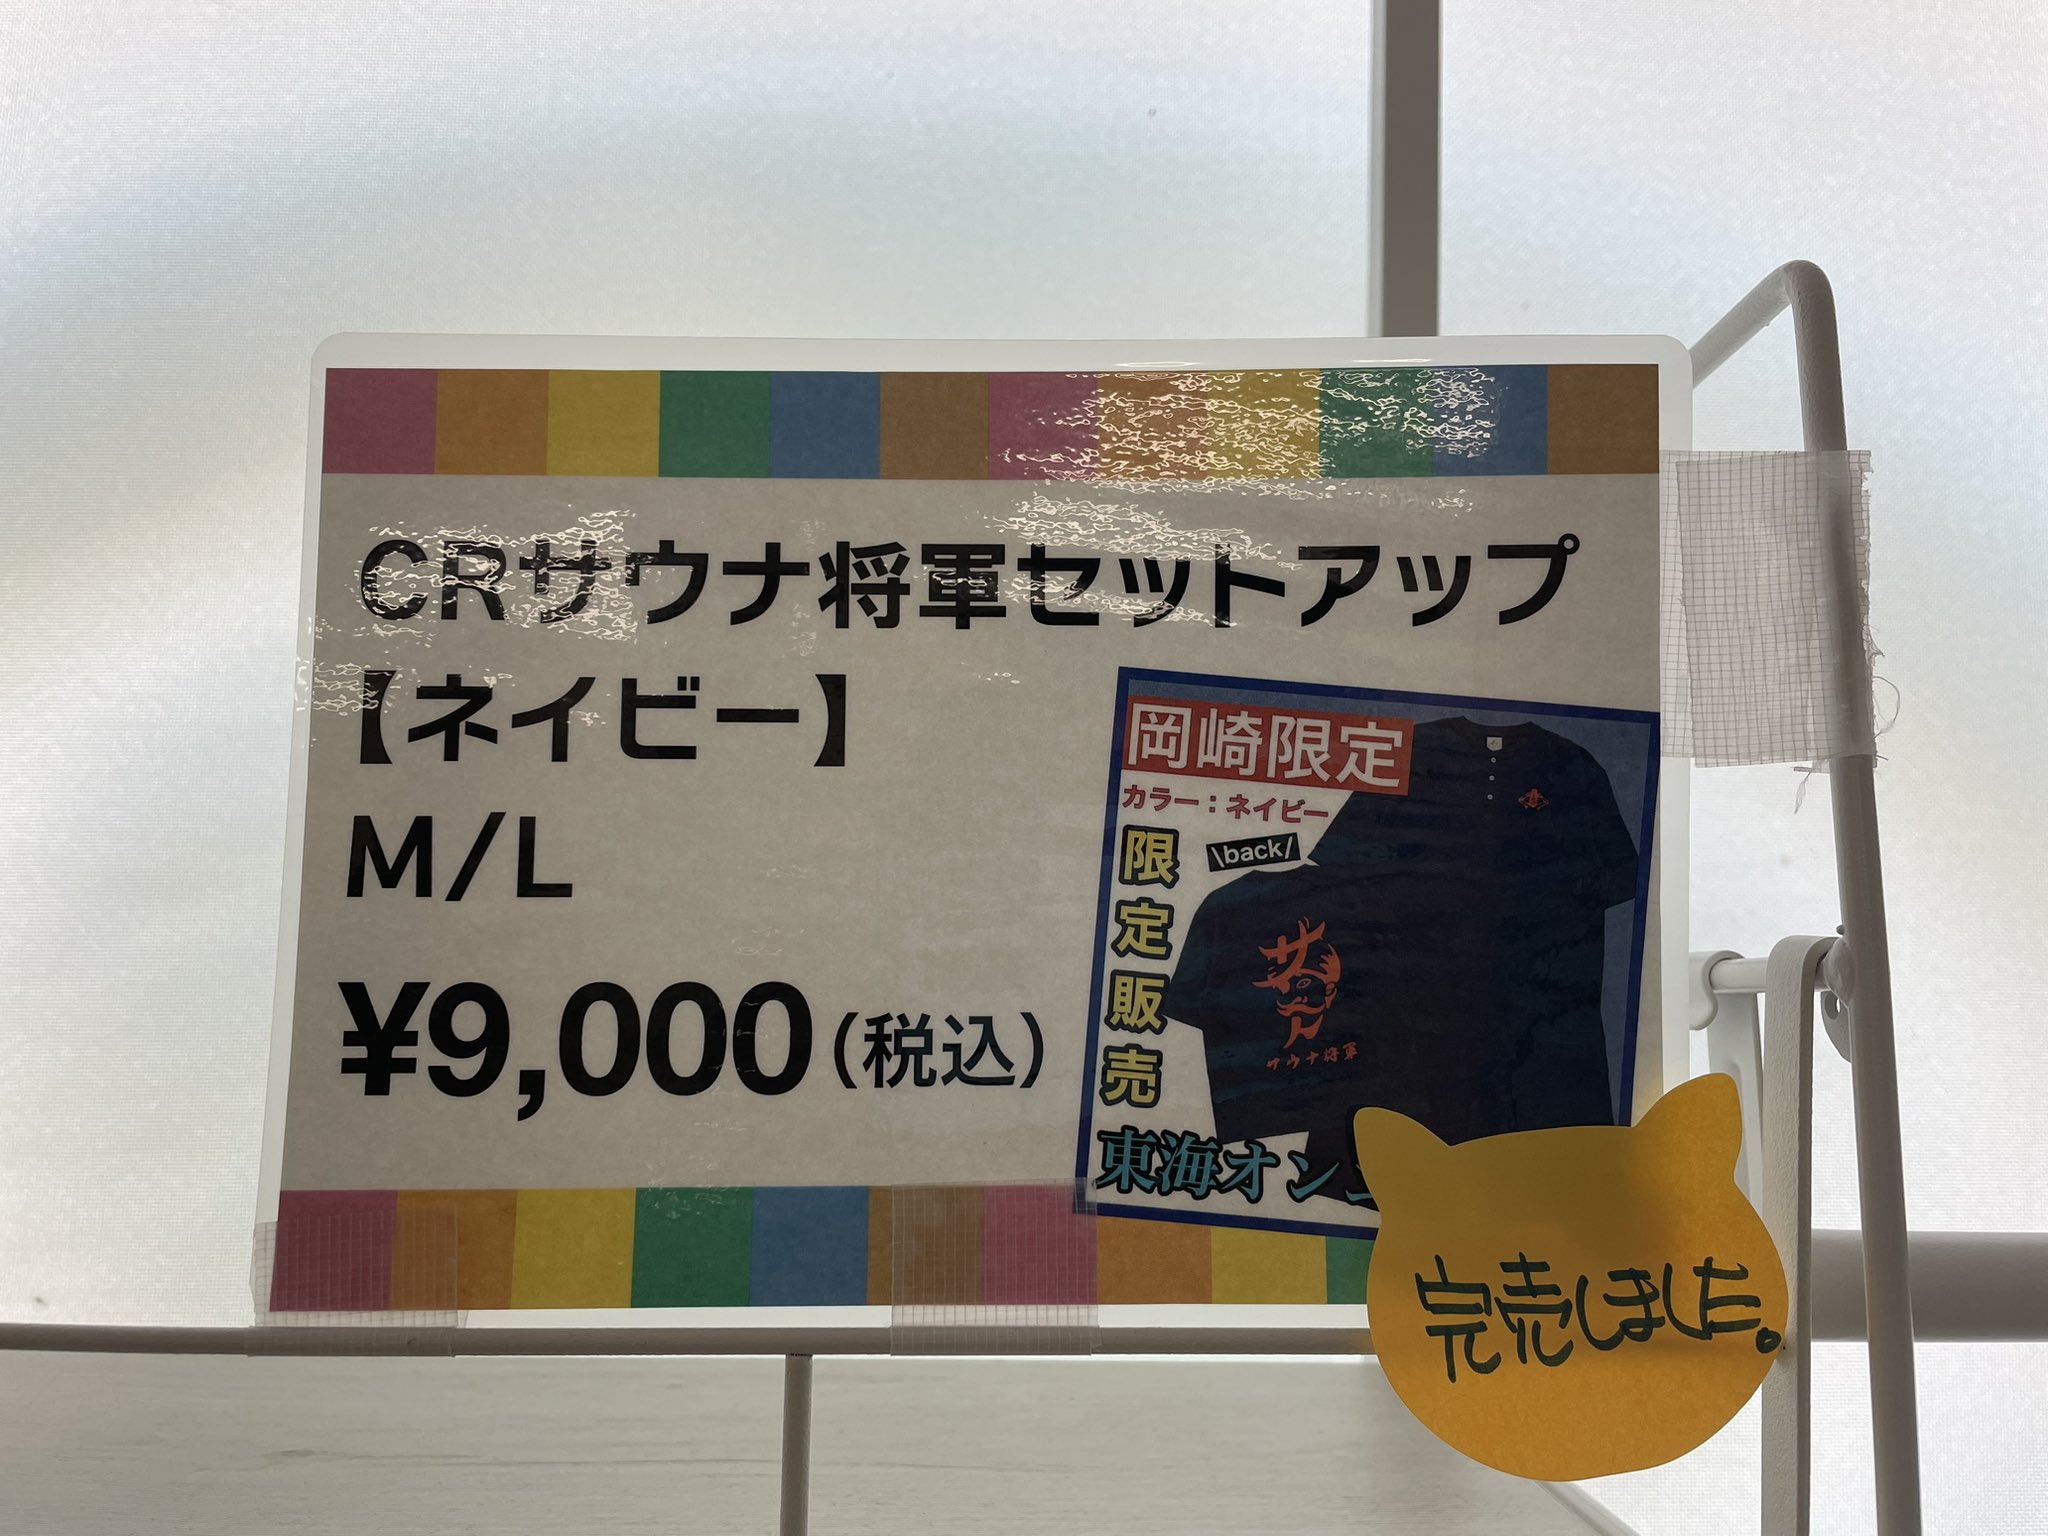 CRサウナ将軍セットアップ
【ネイビー】
M/L
¥9,000(税込)
岡崎限定
カラー：ネイビー
\back/
限定販売
サウナ将軍
東海オン
完売しました。